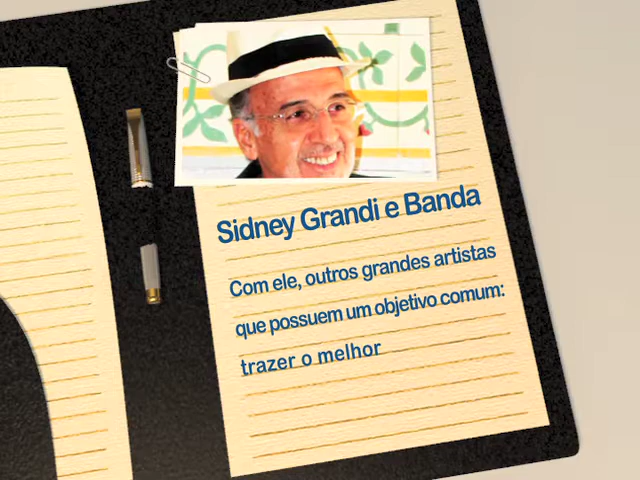 Sidney Grandi e Banda
Com ele, outros grandes artistas
que possuem um objetivo comum:
trazer o melhor